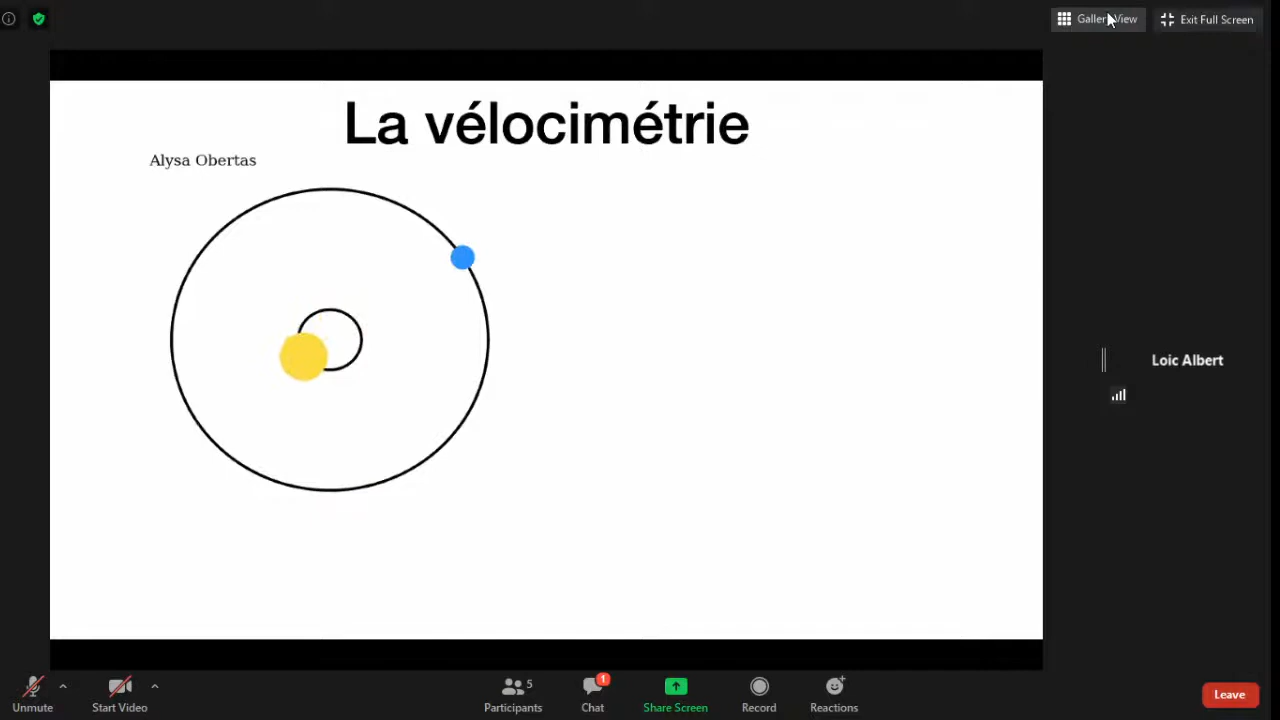 Gallery View
Exit Full Screen
La vélocimétrie
Alysa Obertas
Loic Albert
Unmute
Start Video
5
Participants
1
Chat
Share Screen
Record
Reactions
Leave